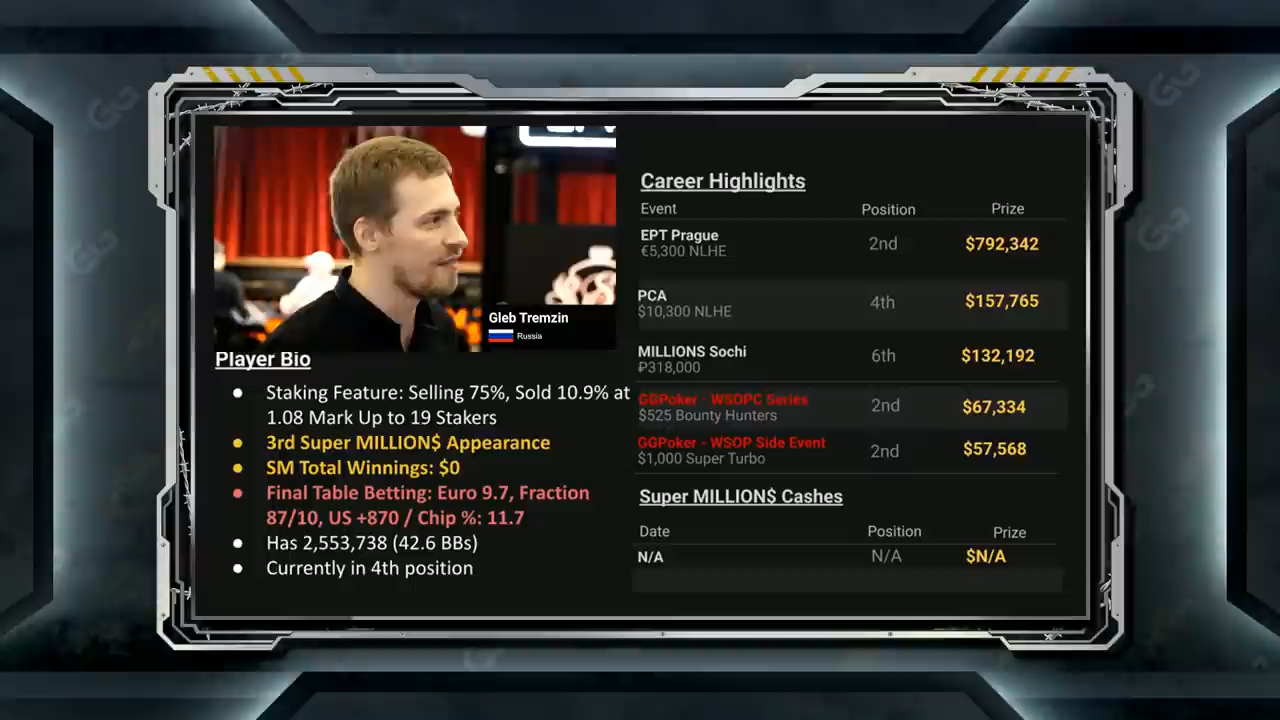 Gleb Tremzin
Russia
Player Bio
● Staking Feature: Selling 75%, Sold 10.9% at
1.08 Mark Up to 19 Stakers
● 3rd Super MILLION$ Appearance
● SM Total Winnings: $0
● Final Table Betting: Euro 9.7, Fraction
87/10, US +870 / Chip %: 11.7
● Has 2,553,738 (42.6 BBs)
● Currently in 4th position
Career Highlights
Event Position Prize
EPT Prague 2nd $792,342
€5,300 NLHE
PCA 4th $157,765
$10,300 NLHE
MILLIONS Sochi 6th $132,192
₽318,000
GGPoker - WSOPC Series 2nd $67,334
$525 Bounty Hunters
GGPoker - WSOP Side Event 2nd $57,568
$1,000 Super Turbo
Super MILLION$ Cashes
Date Position Prize
N/A N/A $N/A